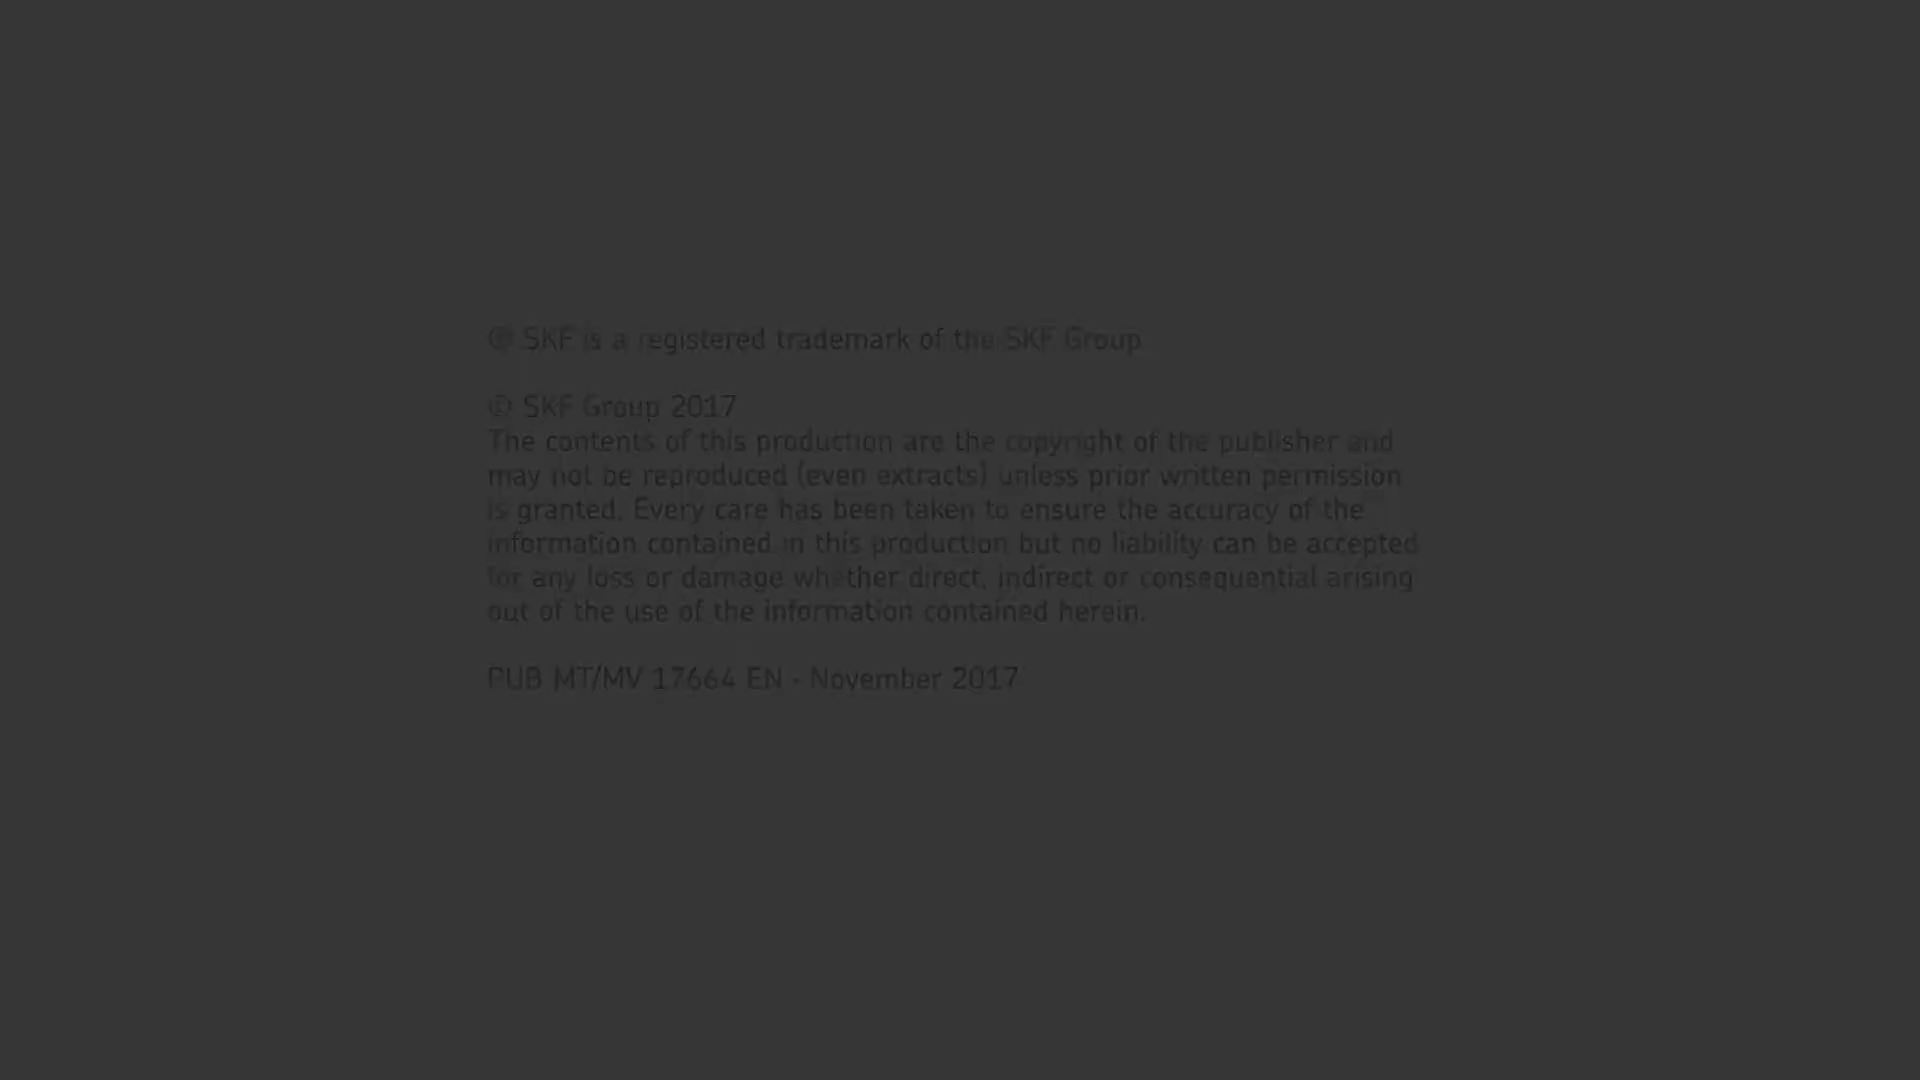 ® SKF is a registered trademark of the SKF Group
© SKF Group 2017
The contents of this production are the copyright of the publisher and
may not be reproduced (even extracts) unless prior written permission
is granted. Every care has been taken to ensure the accuracy of the
information contained in this production but no liability can be accepted
for any loss or damage whether direct, indirect or consequential arising
out of the use of the information contained herein.
PUB MT/MV 17664 EN · November 2017